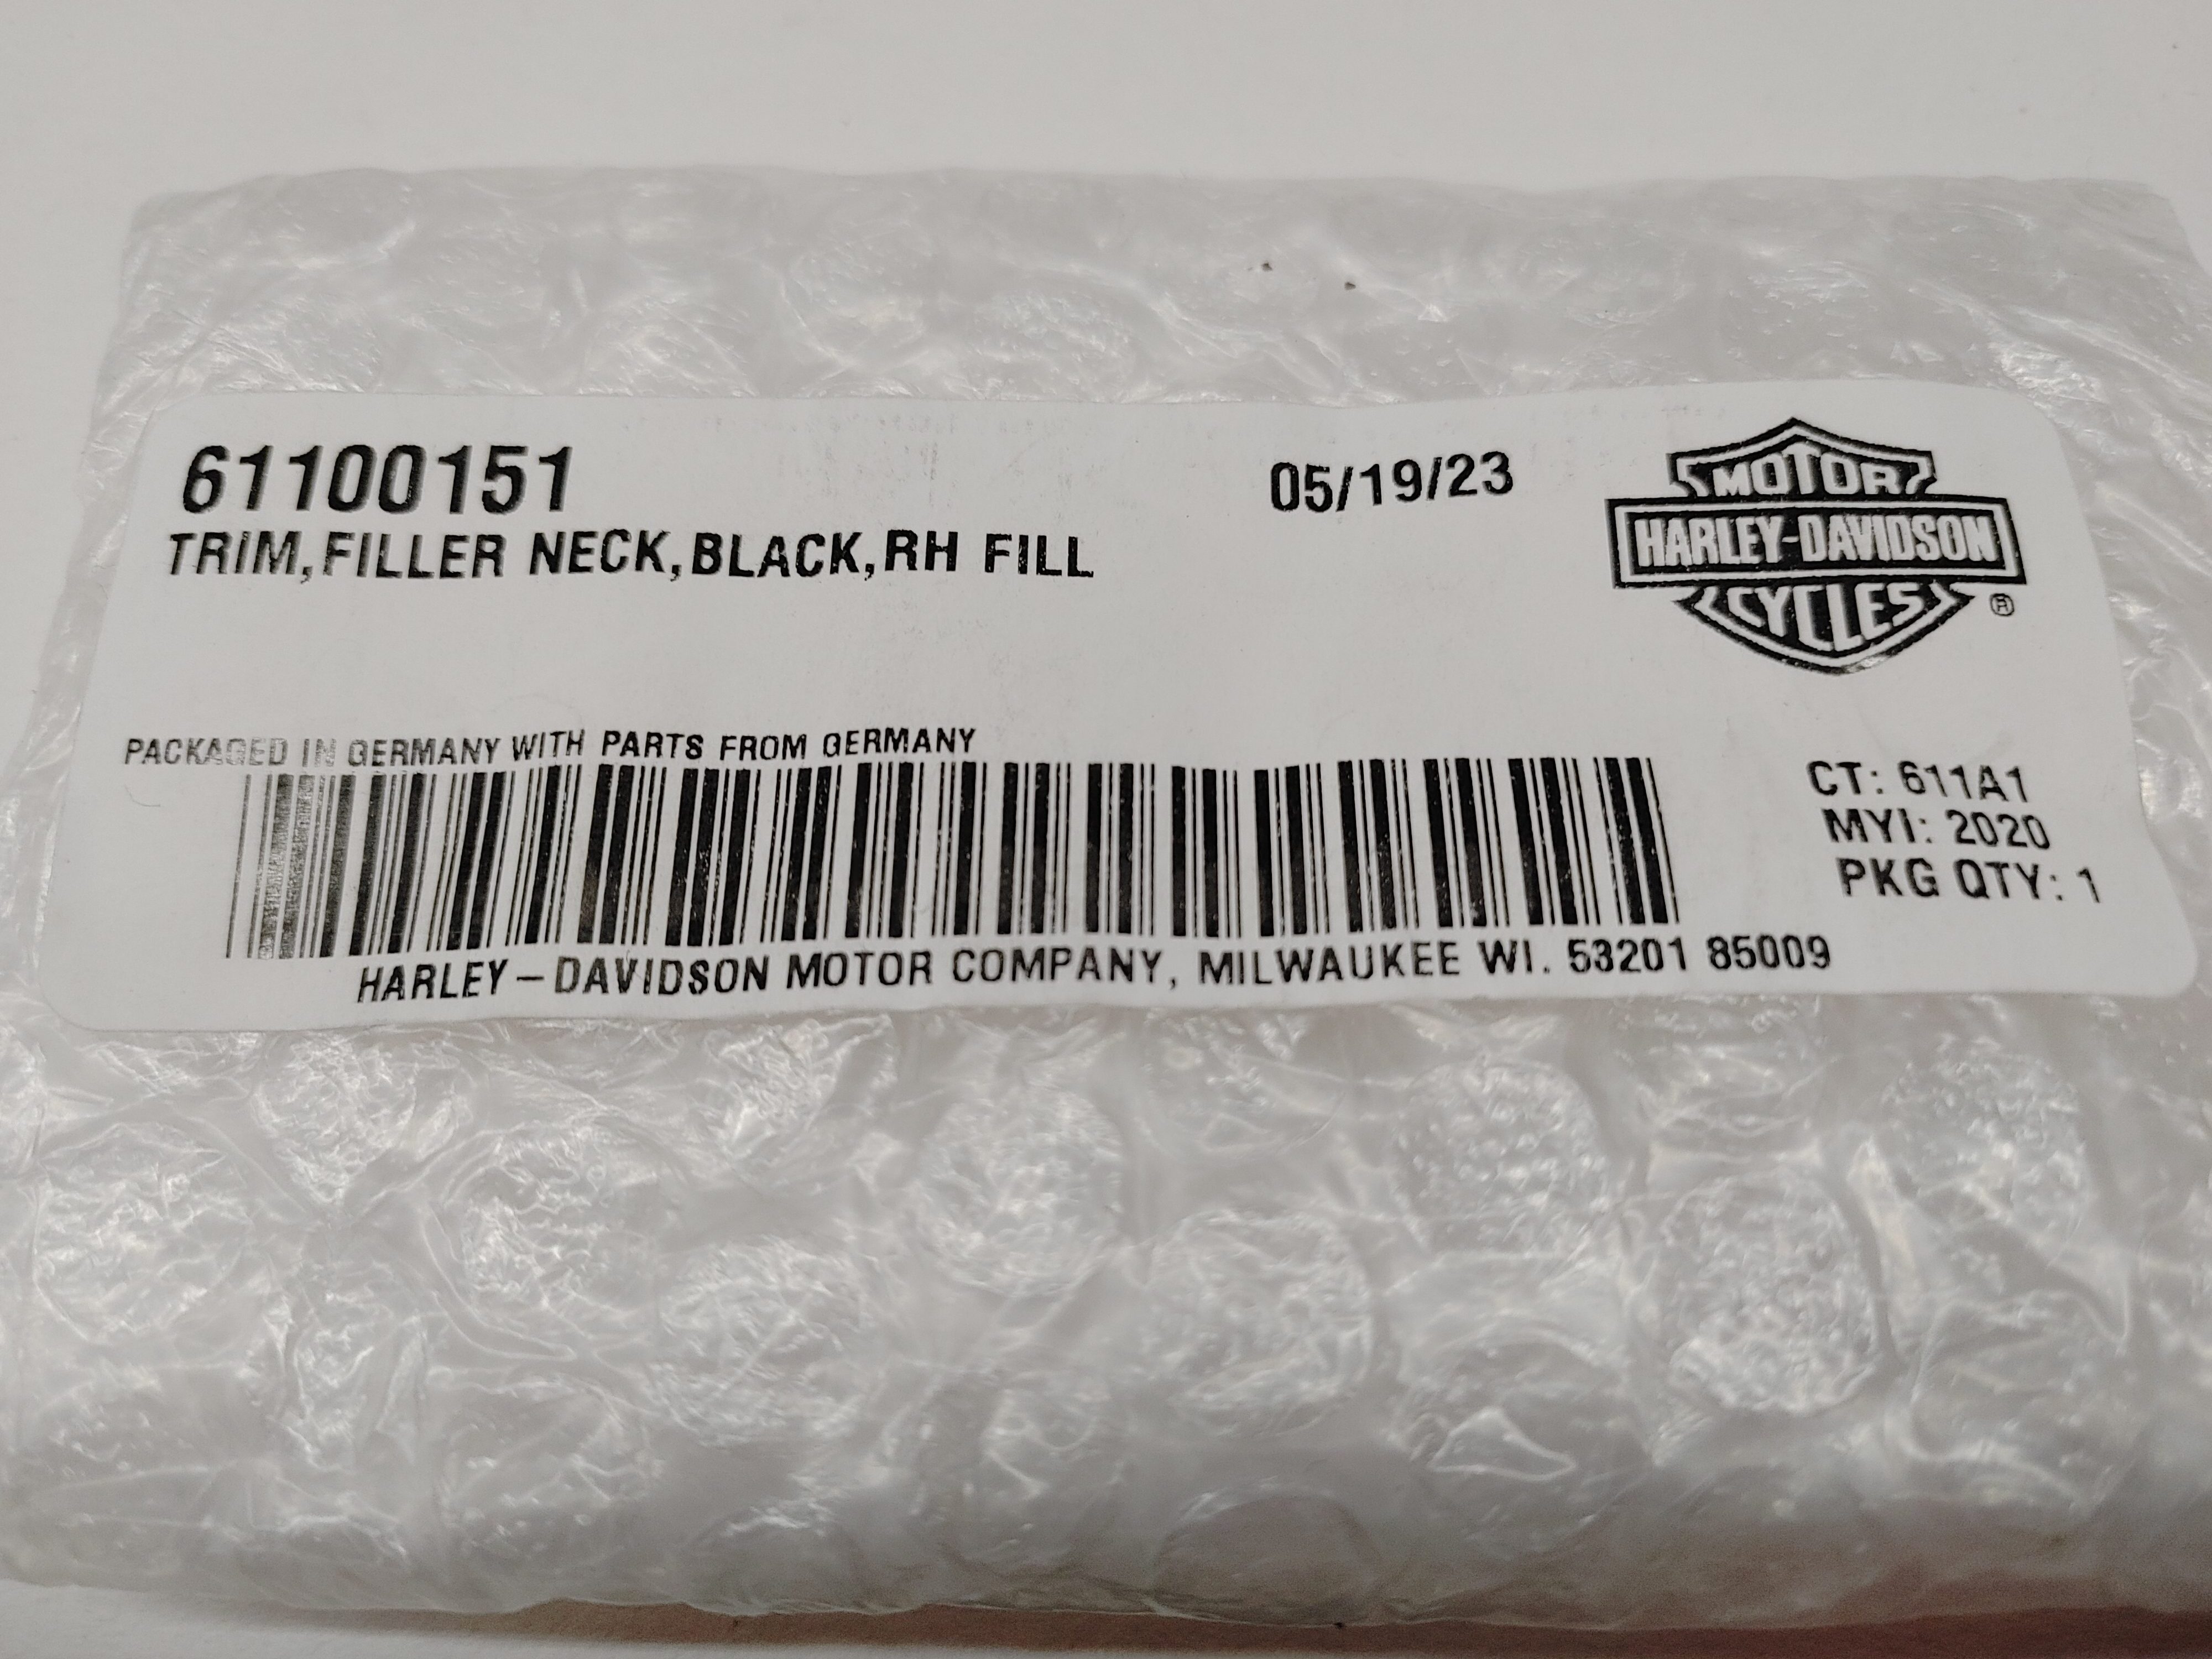 61100151
05/19/23
TRIM,FILLER NECK,BLACK,RH FILL
MOTOR
HARLEY-DAVIDSON
CYCLES
®
PACKAGED IN GERMANY WITH PARTS FROM GERMANY
CT: 611A1
MYI: 2020
PKG QTY: 1
HARLEY-DAVIDSON MOTOR COMPANY, MILWAUKEE WI. 53201 85009